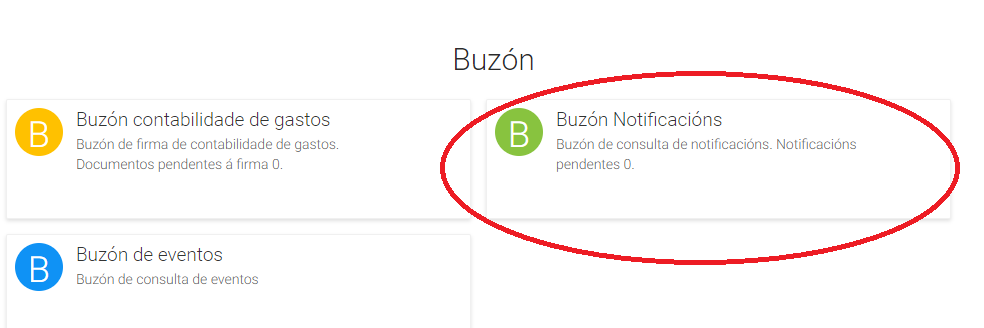 Buzón
B
Buzón contabilidade de gastos
Buzón de firma de contabilidade de gastos.
Documentos pendentes á firma 0.
B
Buzón Notificacións
Buzón de consulta de notificacións. Notificacións
pendentes 0.
B
Buzón de eventos
Buzón de consulta de eventos